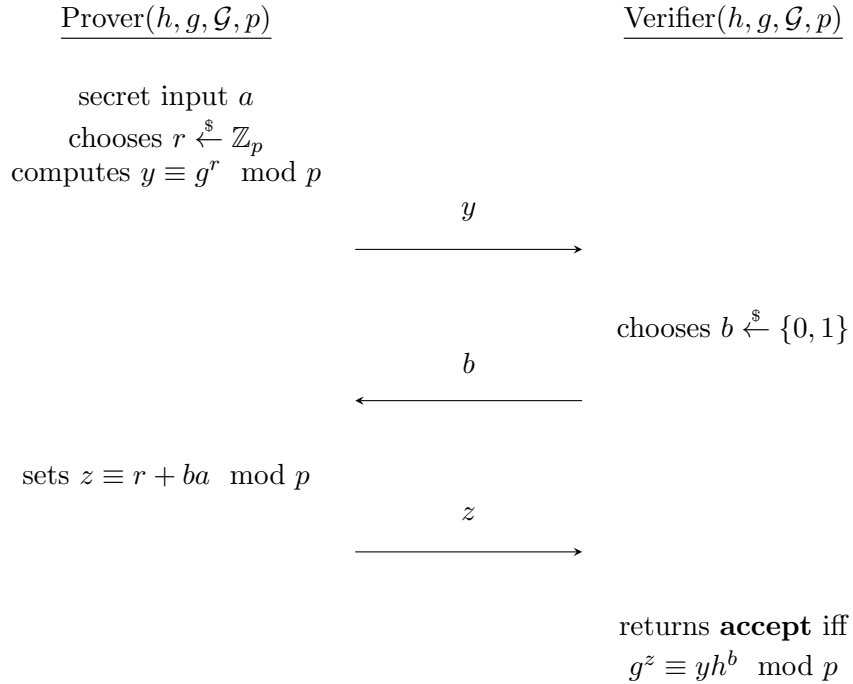 Prover(h, g, 𝒢, p)
Verifier(h, g, 𝒢, p)
secret input a
chooses r ←$ ℤ_p
computes y ≡ g^r mod p
y
chooses b ←$ {0, 1}
b
sets z ≡ r + ba mod p
z
returns accept iff
g^z ≡ yh^b mod p